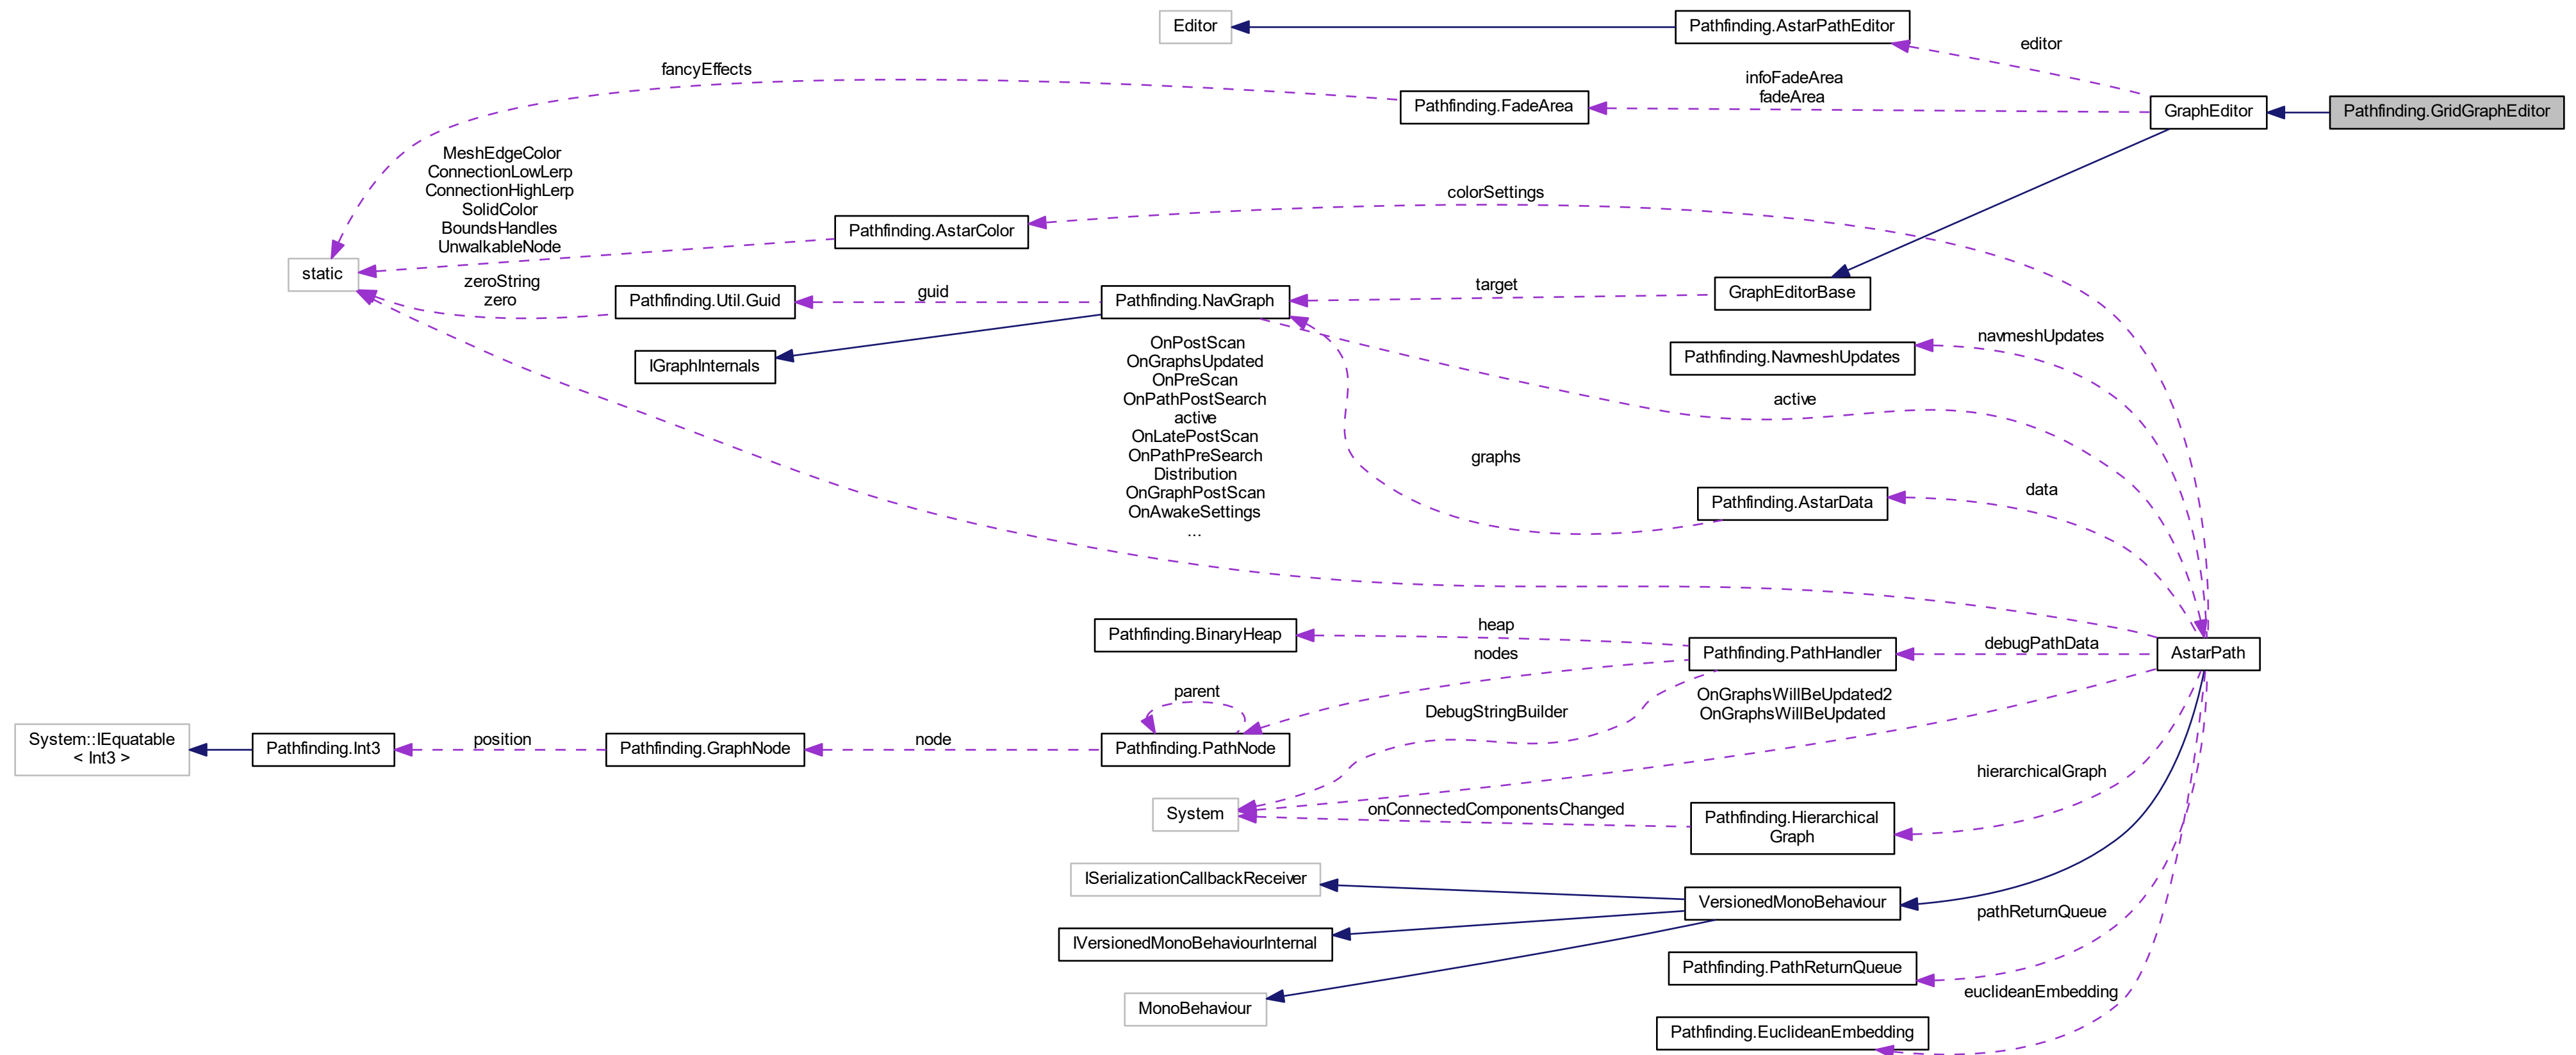 Editor
Pathfinding.AstarPathEditor
editor
fancyEffects
infoFadeArea
fadeArea
Pathfinding.FadeArea
GraphEditor
Pathfinding.GridGraphEditor
MeshEdgeColor
ConnectionLowLerp
ConnectionHighLerp
SolidColor
BoundsHandles
UnwalkableNode
colorSettings
Pathfinding.AstarColor
static
zeroString
zero
Pathfinding.Util.Guid
guid
Pathfinding.NavGraph
target
GraphEditorBase
IGraphInternals
OnPostScan
OnGraphsUpdated
OnPreScan
OnPathPostSearch
active
OnLatePostScan
OnPathPreSearch
Distribution
OnGraphPostScan
OnAwakeSettings
...
navmeshUpdates
Pathfinding.NavmeshUpdates
active
graphs
data
Pathfinding.AstarData
heap
Pathfinding.BinaryHeap
nodes
Pathfinding.PathHandler
debugPathData
AstarPath
parent
DebugStringBuilder
OnGraphsWillBeUpdated2
OnGraphsWillBeUpdated
System::IEquatable
< Int3 >
Pathfinding.Int3
position
Pathfinding.GraphNode
node
Pathfinding.PathNode
hierarchicalGraph
System
onConnectedComponentsChanged
Pathfinding.Hierarchical
Graph
ISerializationCallbackReceiver
VersionedMonoBehaviour
pathReturnQueue
IVersionedMonoBehaviourInternal
Pathfinding.PathReturnQueue
MonoBehaviour
euclideanEmbedding
Pathfinding.EuclideanEmbedding